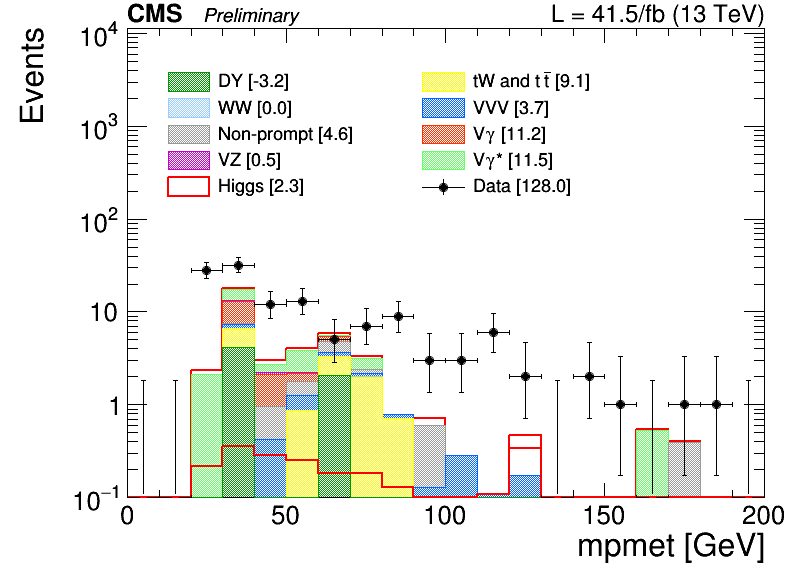 CMS Preliminary L = 41.5/fb (13 TeV)
Events
10⁴
10³
10²
10
1
10⁻¹
DY [-3.2]
WW [0.0]
Non-prompt [4.6]
VZ [0.5]
Higgs [2.3]
tW and tt̅ [9.1]
VVV [3.7]
Vγ [11.2]
Vγ* [11.5]
Data [128.0]
0 50 100 150 200
mpmet [GeV]